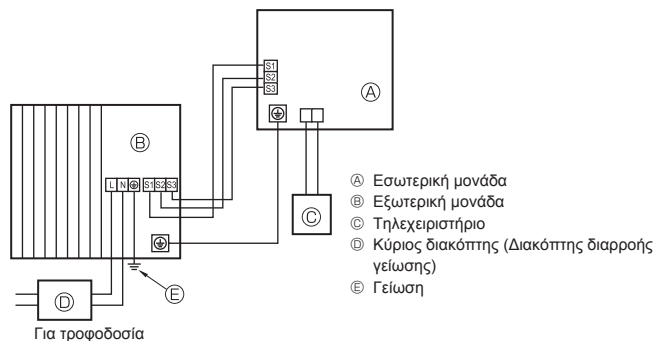 S1
S2
S3
Ⓐ
Ⓑ
L N S1 S2 S3
Ⓒ
Ⓐ Εσωτερική μονάδα
Ⓑ Εξωτερική μονάδα
Ⓒ Τηλεχειριστήριο
Ⓓ Κύριος διακόπτης (Διακόπτης διαρροής
γείωσης)
Ⓔ Γείωση
Ⓔ
Ⓓ
Για τροφοδοσία